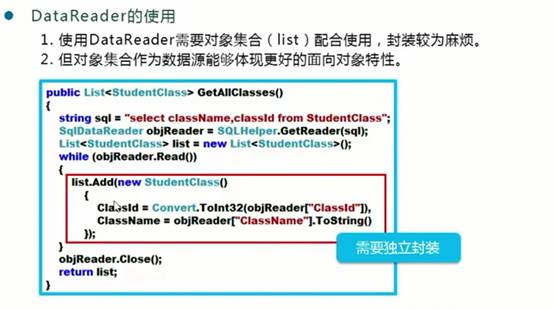 DataReader的使用
1. 使用DataReader需要对象集合（list）配合使用，封装较为麻烦。
2. 但对象集合作为数据源能够体现更好的面向对象特性。
public List<StudentClass> GetAllClasses()
{
string sql = "select className,classId from StudentClass";
SqlDataReader objReader = SQLHelper.GetReader(sql);
List<StudentClass> list = new List<StudentClass>();
while (objReader.Read())
{
list.Add(new StudentClass()
{
ClassId = Convert.ToInt32(objReader["ClassId"]),
ClassName = objReader["ClassName"].ToString()
});
}
objReader.Close();
return list;
}
需要独立封装